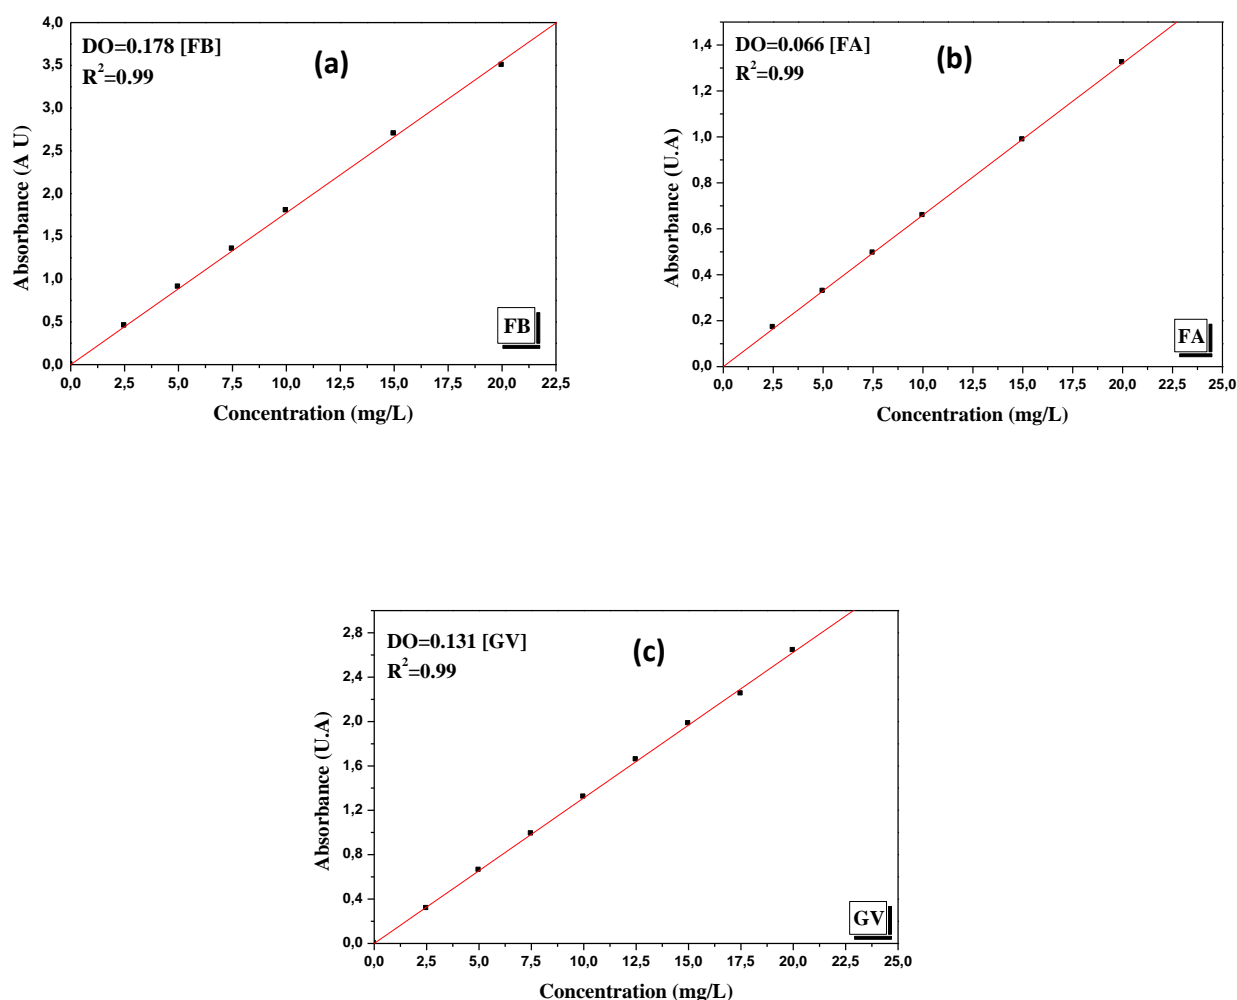 DO=0.178 [FB]
R²=0.99
(a)
Absorbance (A U)
4,0
3,5
3,0
2,5
2,0
1,5
1,0
0,5
0,0
FB
0,0 2,5 5,0 7,5 10,0 12,5 15,0 17,5 20,0 22,5
Concentration (mg/L)
DO=0.066 [FA]
R²=0.99
(b)
Absorbance (U.A)
1,4
1,2
1,0
0,8
0,6
0,4
0,2
0,0
FA
0,0 2,5 5,0 7,5 10,0 12,5 15,0 17,5 20,0 22,5 25,0
Concentration (mg/L)
DO=0.131 [GV]
R²=0.99
(c)
Absorbance (U.A)
2,8
2,4
2,0
1,6
1,2
0,8
0,4
0,0
GV
0,0 2,5 5,0 7,5 10,0 12,5 15,0 17,5 20,0 22,5 25,0
Concentration (mg/L)